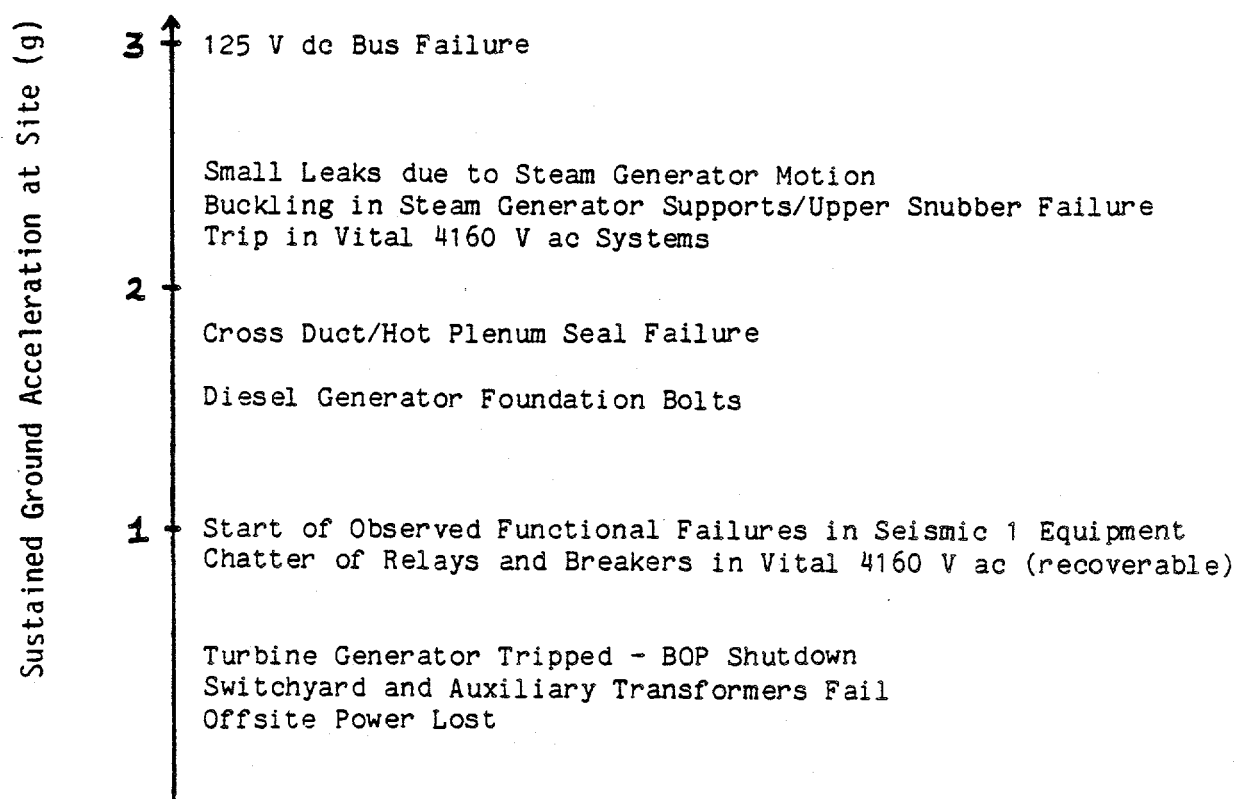 Sustained Ground Acceleration at Site (g)
3
125 V dc Bus Failure
Small Leaks due to Steam Generator Motion
Buckling in Steam Generator Supports/Upper Snubber Failure
Trip in Vital 4160 V ac Systems
2
Cross Duct/Hot Plenum Seal Failure
Diesel Generator Foundation Bolts
1
Start of Observed Functional Failures in Seismic 1 Equipment
Chatter of Relays and Breakers in Vital 4160 V ac (recoverable)
Turbine Generator Tripped - BOP Shutdown
Switchyard and Auxiliary Transformers Fail
Offsite Power Lost